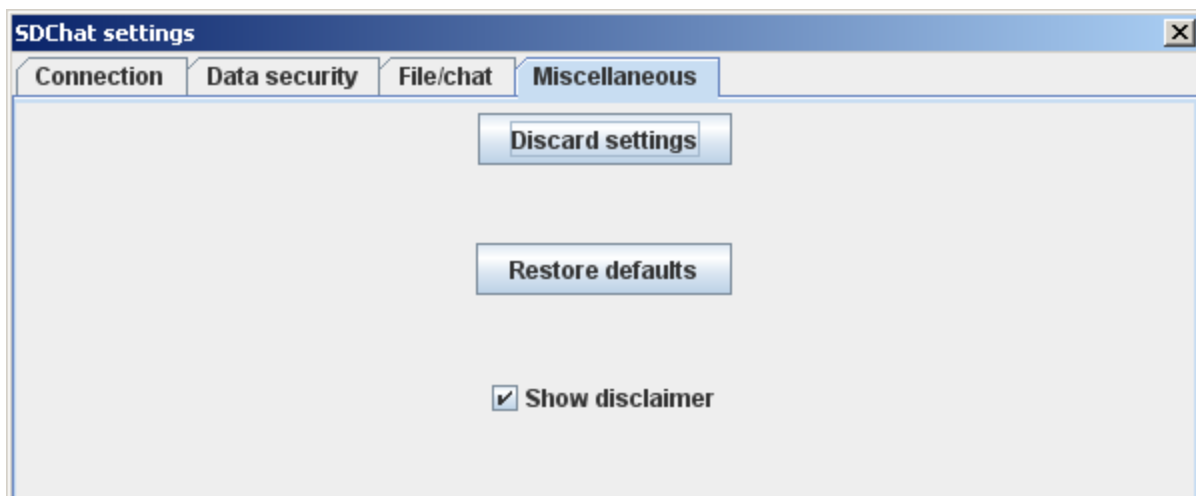 SDChat settings
Connection Data security File/chat Miscellaneous
Discard settings
Restore defaults
Show disclaimer